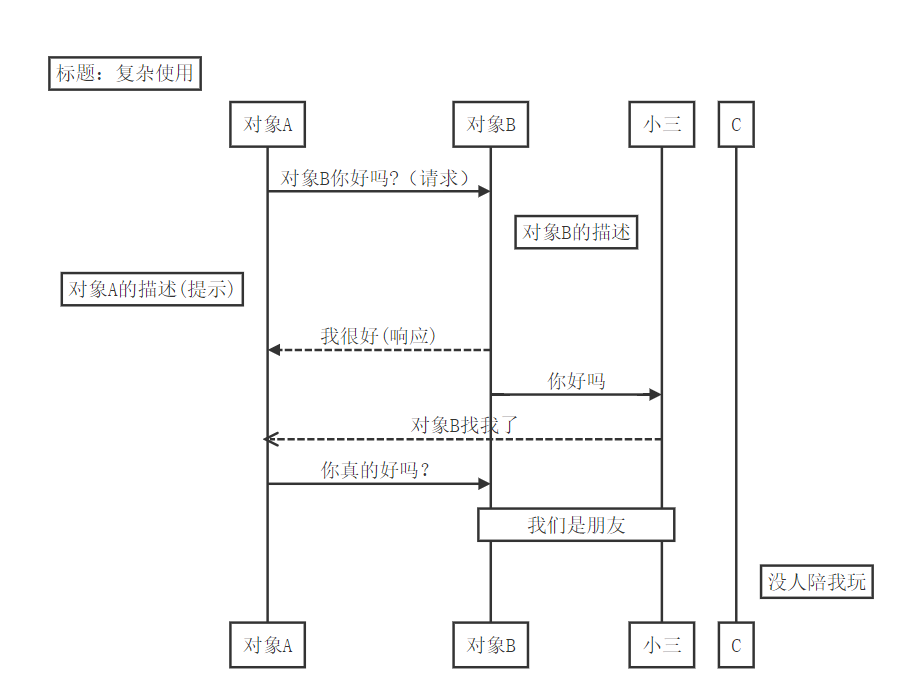 标题：复杂使用
对象A
对象B
小三
C
对象B你好吗?（请求）
对象B的描述
对象A的描述(提示)
我很好(响应)
你好吗
对象B找我了
你真的好吗？
我们是朋友
没人陪我玩
对象A
对象B
小三
C